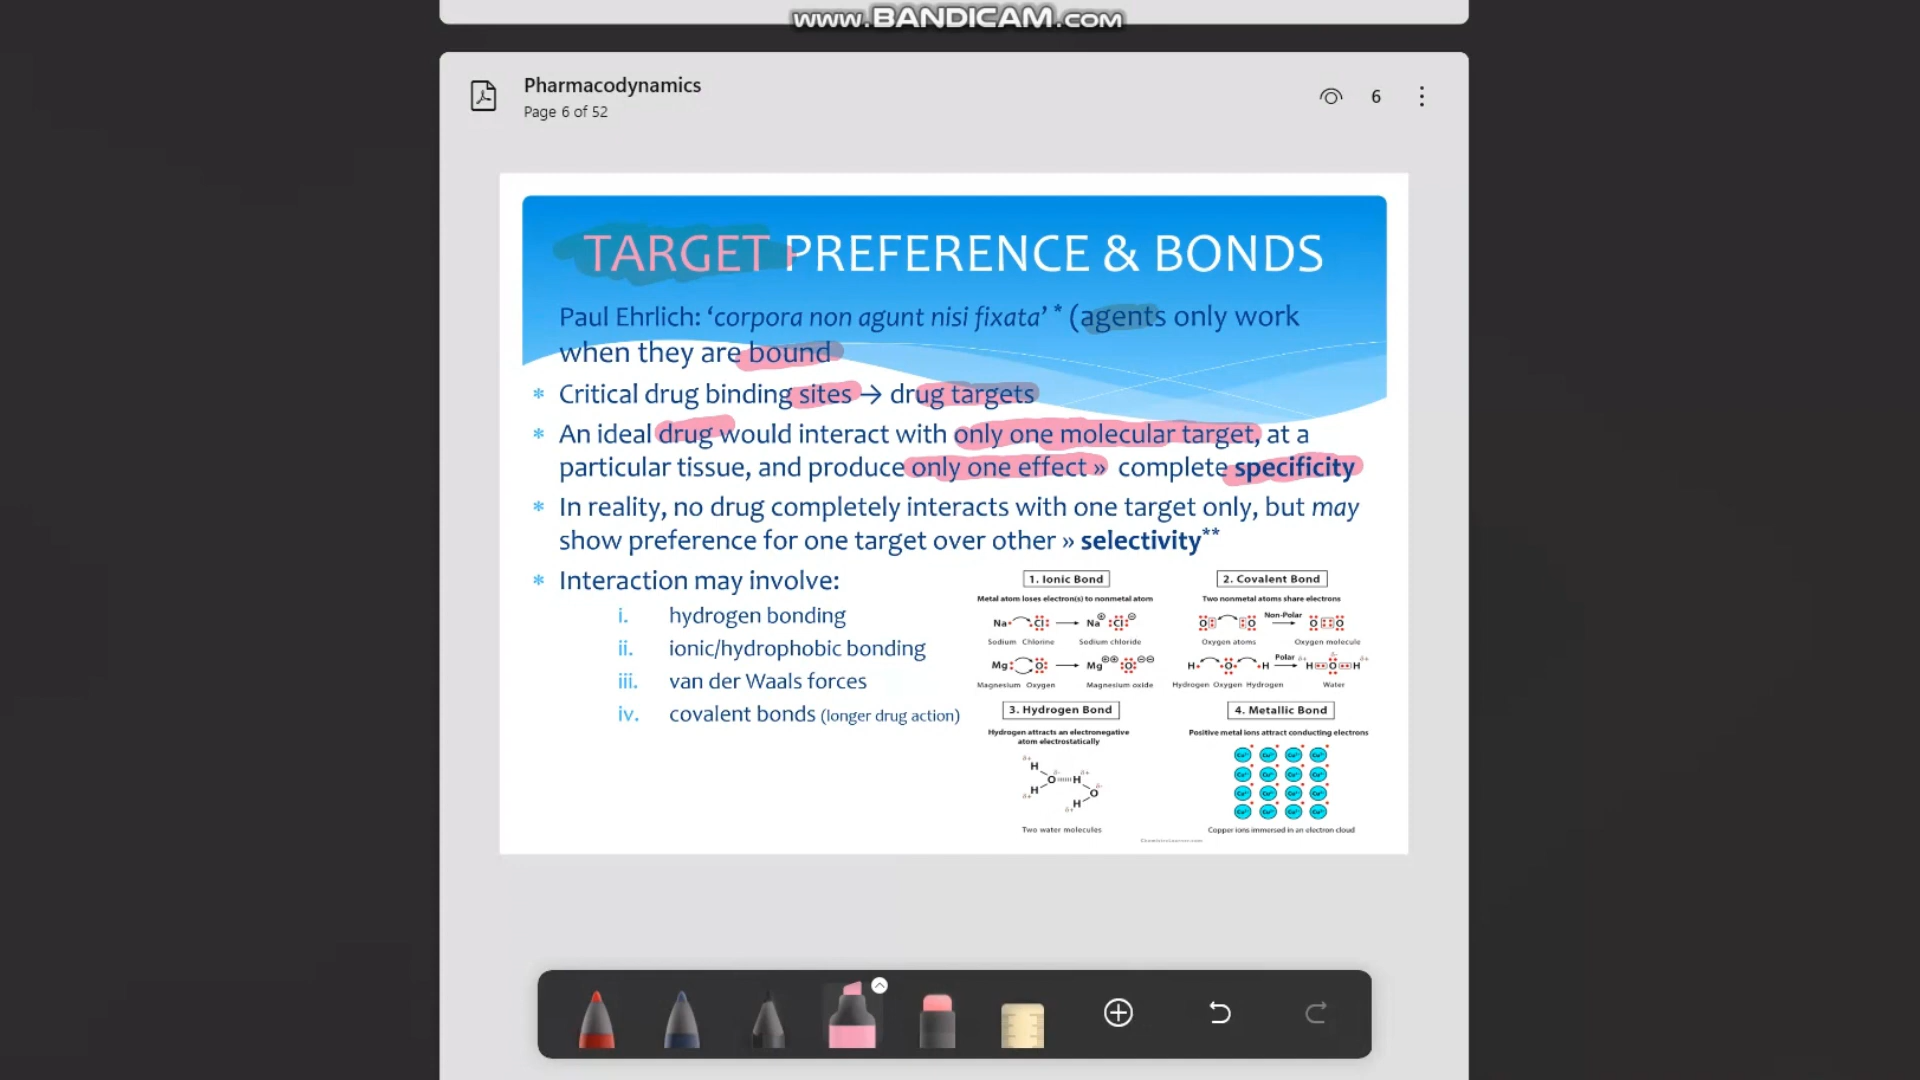 www.BANDICAM.com
Pharmacodynamics
Page 6 of 52
6
TARGET PREFERENCE & BONDS
Paul Ehrlich: ‘corpora non agunt nisi fixata’ * (agents only work
when they are bound
* Critical drug binding sites → drug targets
* An ideal drug would interact with only one molecular target, at a
particular tissue, and produce only one effect » complete specificity
* In reality, no drug completely interacts with one target only, but may
show preference for one target over other » selectivity**
* Interaction may involve:
i. hydrogen bonding
ii. ionic/hydrophobic bonding
iii. van der Waals forces
iv. covalent bonds (longer drug action)
1. Ionic Bond
Metal atom loses electron(s) to nonmetal atom
Na Cl → Na Cl
Sodium Chlorine Sodium chloride
Mg O → Mg O
Magnesium Oxygen Magnesium oxide
2. Covalent Bond
Two nonmetal atoms share electrons
O O Non-Polar → O O
Oxygen atoms Oxygen molecule
H O H Polar → H O H
Hydrogen Oxygen Hydrogen Water
3. Hydrogen Bond
Hydrogen attracts an electronegative
atom electrostatically
H
O H
H O
H
Two water molecules
4. Metallic Bond
Positive metal ions attract conducting electrons
Copper ions immersed in an electron cloud